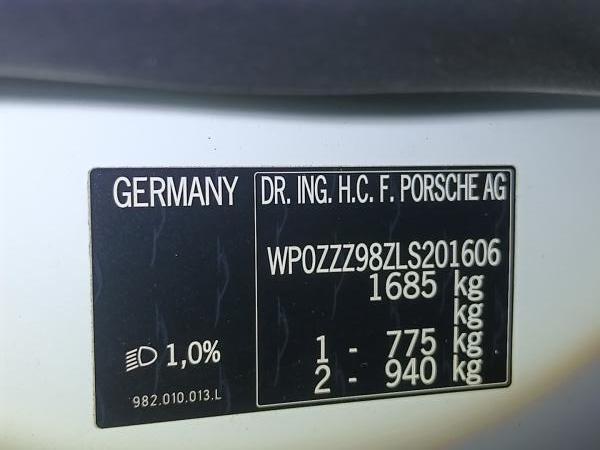 GERMANY
DR. ING. H.C. F. PORSCHE AG
WP0ZZZ98ZLS201606
1685 kg
kg
1 - 775 kg
2 - 940 kg
1,0%
982.010.013.L